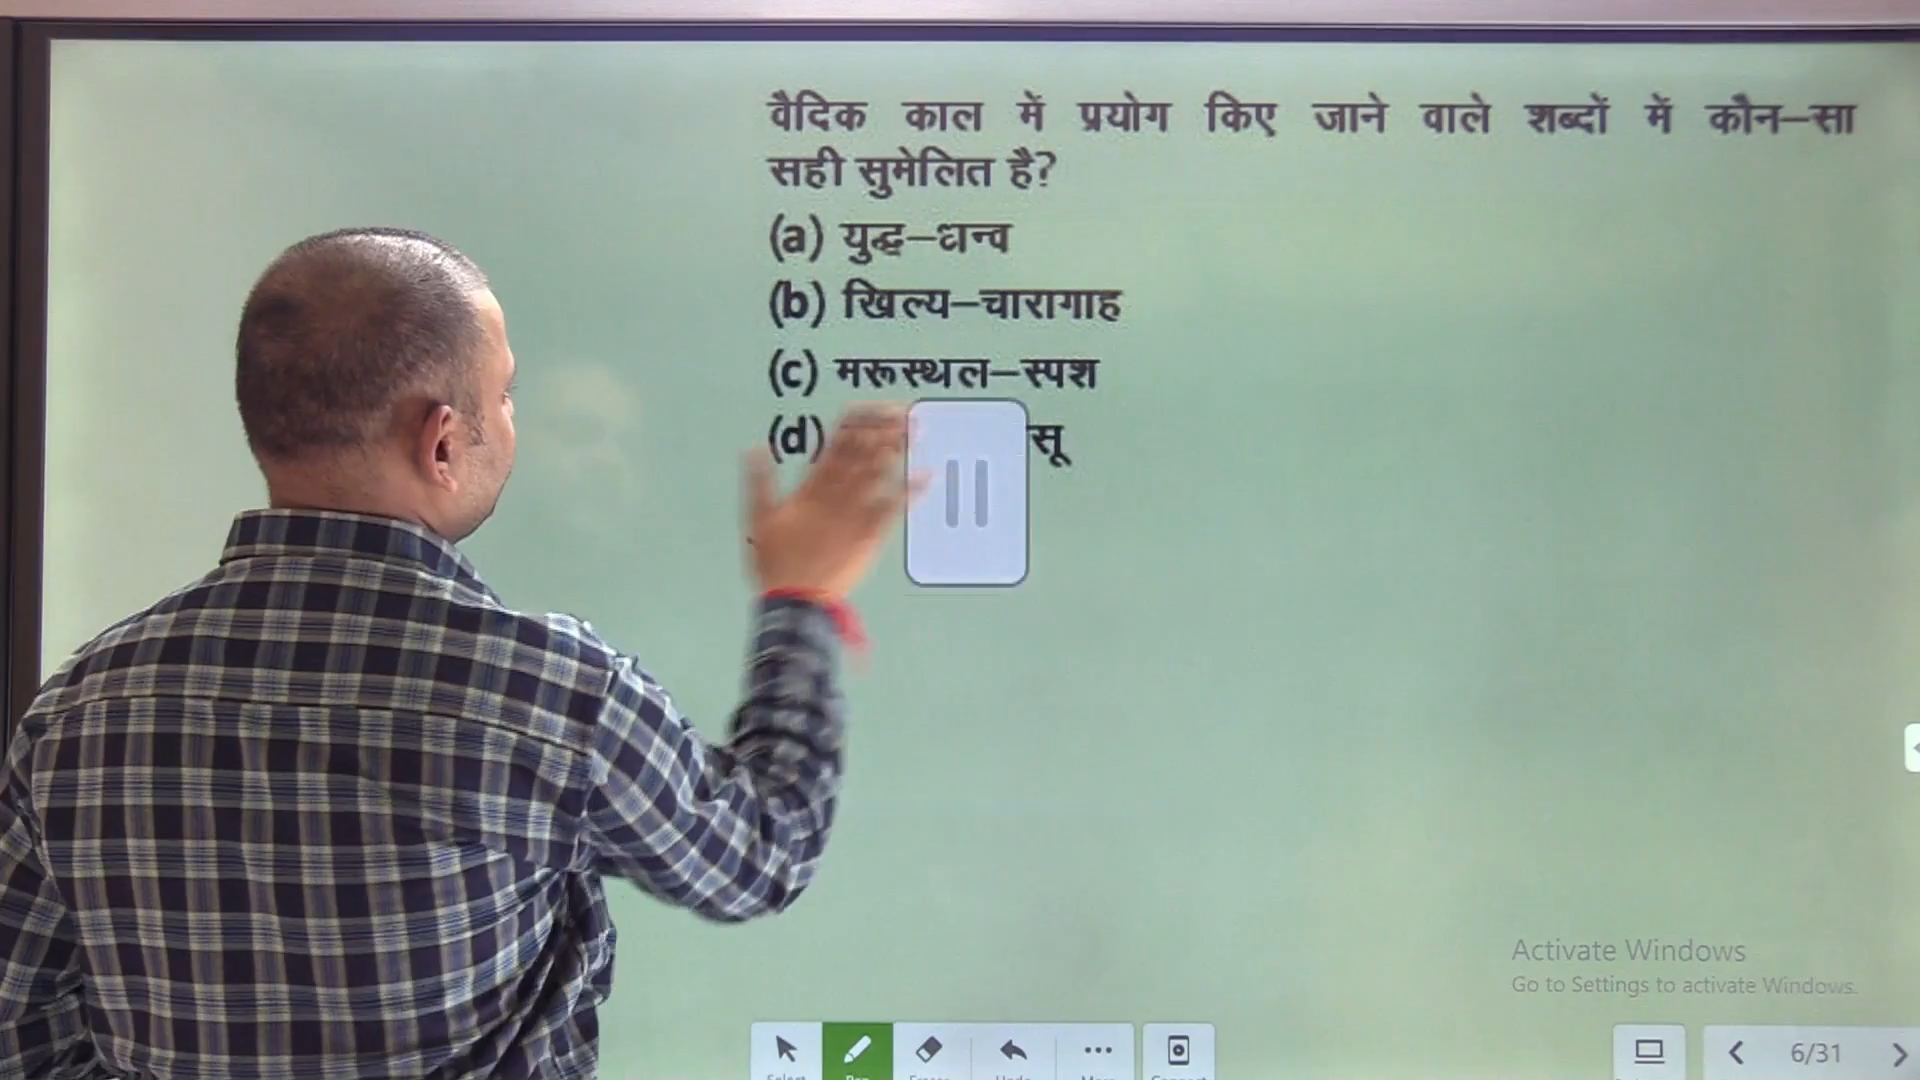 वैदिक काल में प्रयोग किए जाने वाले शब्दों में कौन–सा
सही सुमेलित है?
(a) युद्ध–धन्व
(b) खिल्य–चारागाह
(c) मरूस्थल–स्पश
(d) सू
Activate Windows
Go to Settings to activate Windows.
6/31